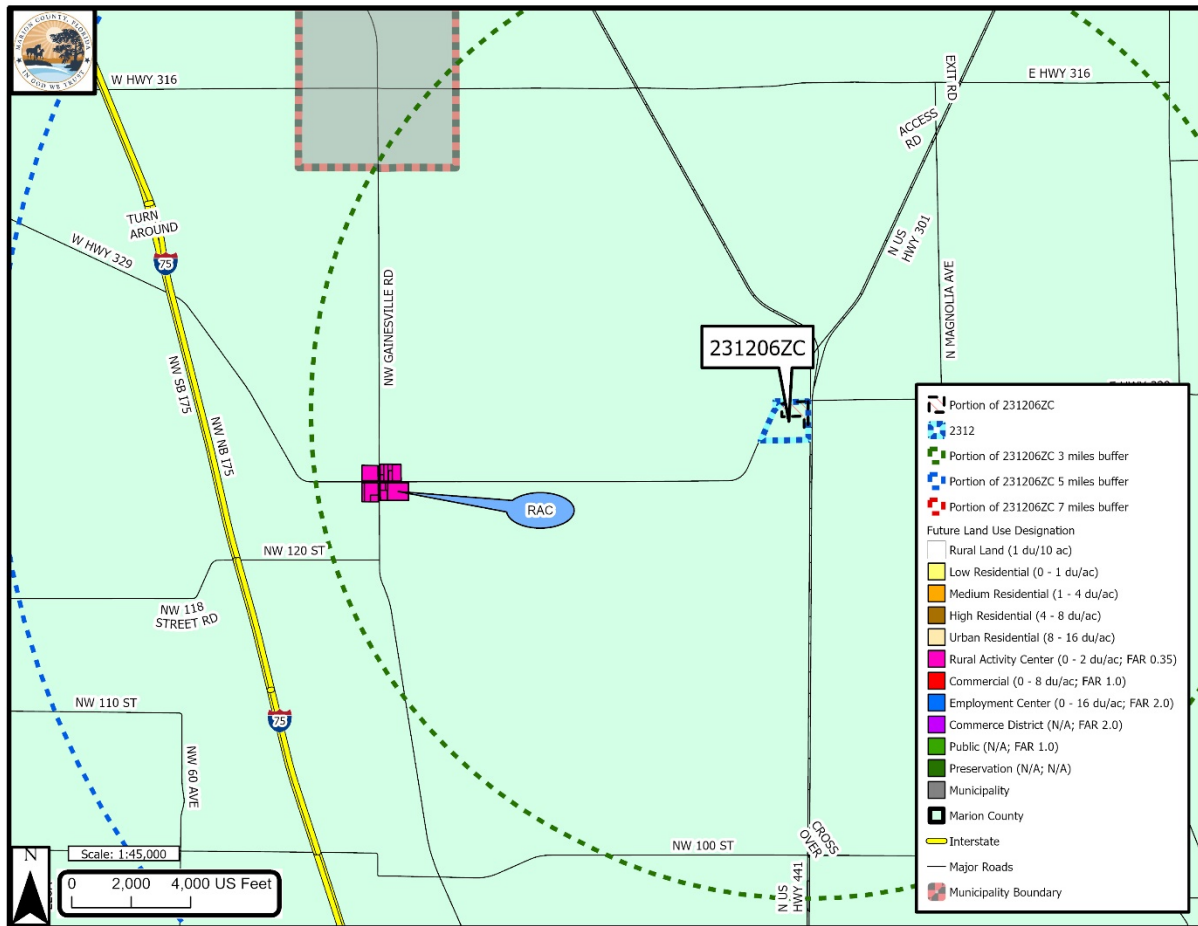 MARION COUNTY, FLORIDA
IN GOD WE TRUST
W HWY 316
E HWY 316
EXIT RD
ACCESS
RD
TURN
AROUND
W HWY 329
75
N US
HWY 301
NW GAINESVILLE RD
N MAGNOLIA AVE
231206ZC
NW SB I75
NW NB I75
RAC
NW 120 ST
NW 118
STREET RD
NW 110 ST
75
NW 60 AVE
CROSS
OVER
NW 100 ST
N US
HWY 441
Portion of 231206ZC
2312
Portion of 231206ZC 3 miles buffer
Portion of 231206ZC 5 miles buffer
Portion of 231206ZC 7 miles buffer
Future Land Use Designation
Rural Land (1 du/10 ac)
Low Residential (0 - 1 du/ac)
Medium Residential (1 - 4 du/ac)
High Residential (4 - 8 du/ac)
Urban Residential (8 - 16 du/ac)
Rural Activity Center (0 - 2 du/ac; FAR 0.35)
Commercial (0 - 8 du/ac; FAR 1.0)
Employment Center (0 - 16 du/ac; FAR 2.0)
Commerce District (N/A; FAR 2.0)
Public (N/A; FAR 1.0)
Preservation (N/A; N/A)
Municipality
Marion County
Interstate
Major Roads
Municipality Boundary
N
Scale: 1:45,000
0 2,000 4,000 US Feet